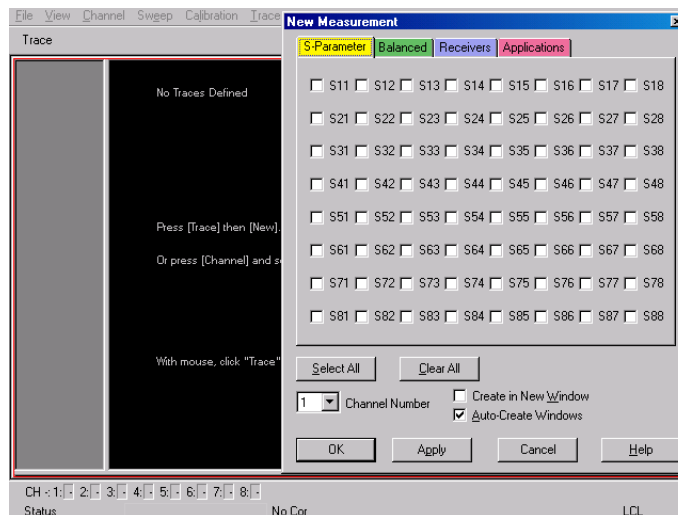 File View Channel Sweep Calibration Trace
New Measurement
Trace
S-Parameter Balanced Receivers Applications
No Traces Defined
Press [Trace] then [New].
Or press [Channel] and
With mouse, click "Trace"
S11 S12 S13 S14 S15 S16 S17 S18
S21 S22 S23 S24 S25 S26 S27 S28
S31 S32 S33 S34 S35 S36 S37 S38
S41 S42 S43 S44 S45 S46 S47 S48
S51 S52 S53 S54 S55 S56 S57 S58
S61 S62 S63 S64 S65 S66 S67 S68
S71 S72 S73 S74 S75 S76 S77 S78
S81 S82 S83 S84 S85 S86 S87 S88
Select All Clear All
1 Channel Number
Create in New Window
Auto-Create Windows
OK Apply Cancel Help
CH -: 1: - 2: - 3: - 4: - 5: - 6: - 7: - 8: -
Status No Cor LCL